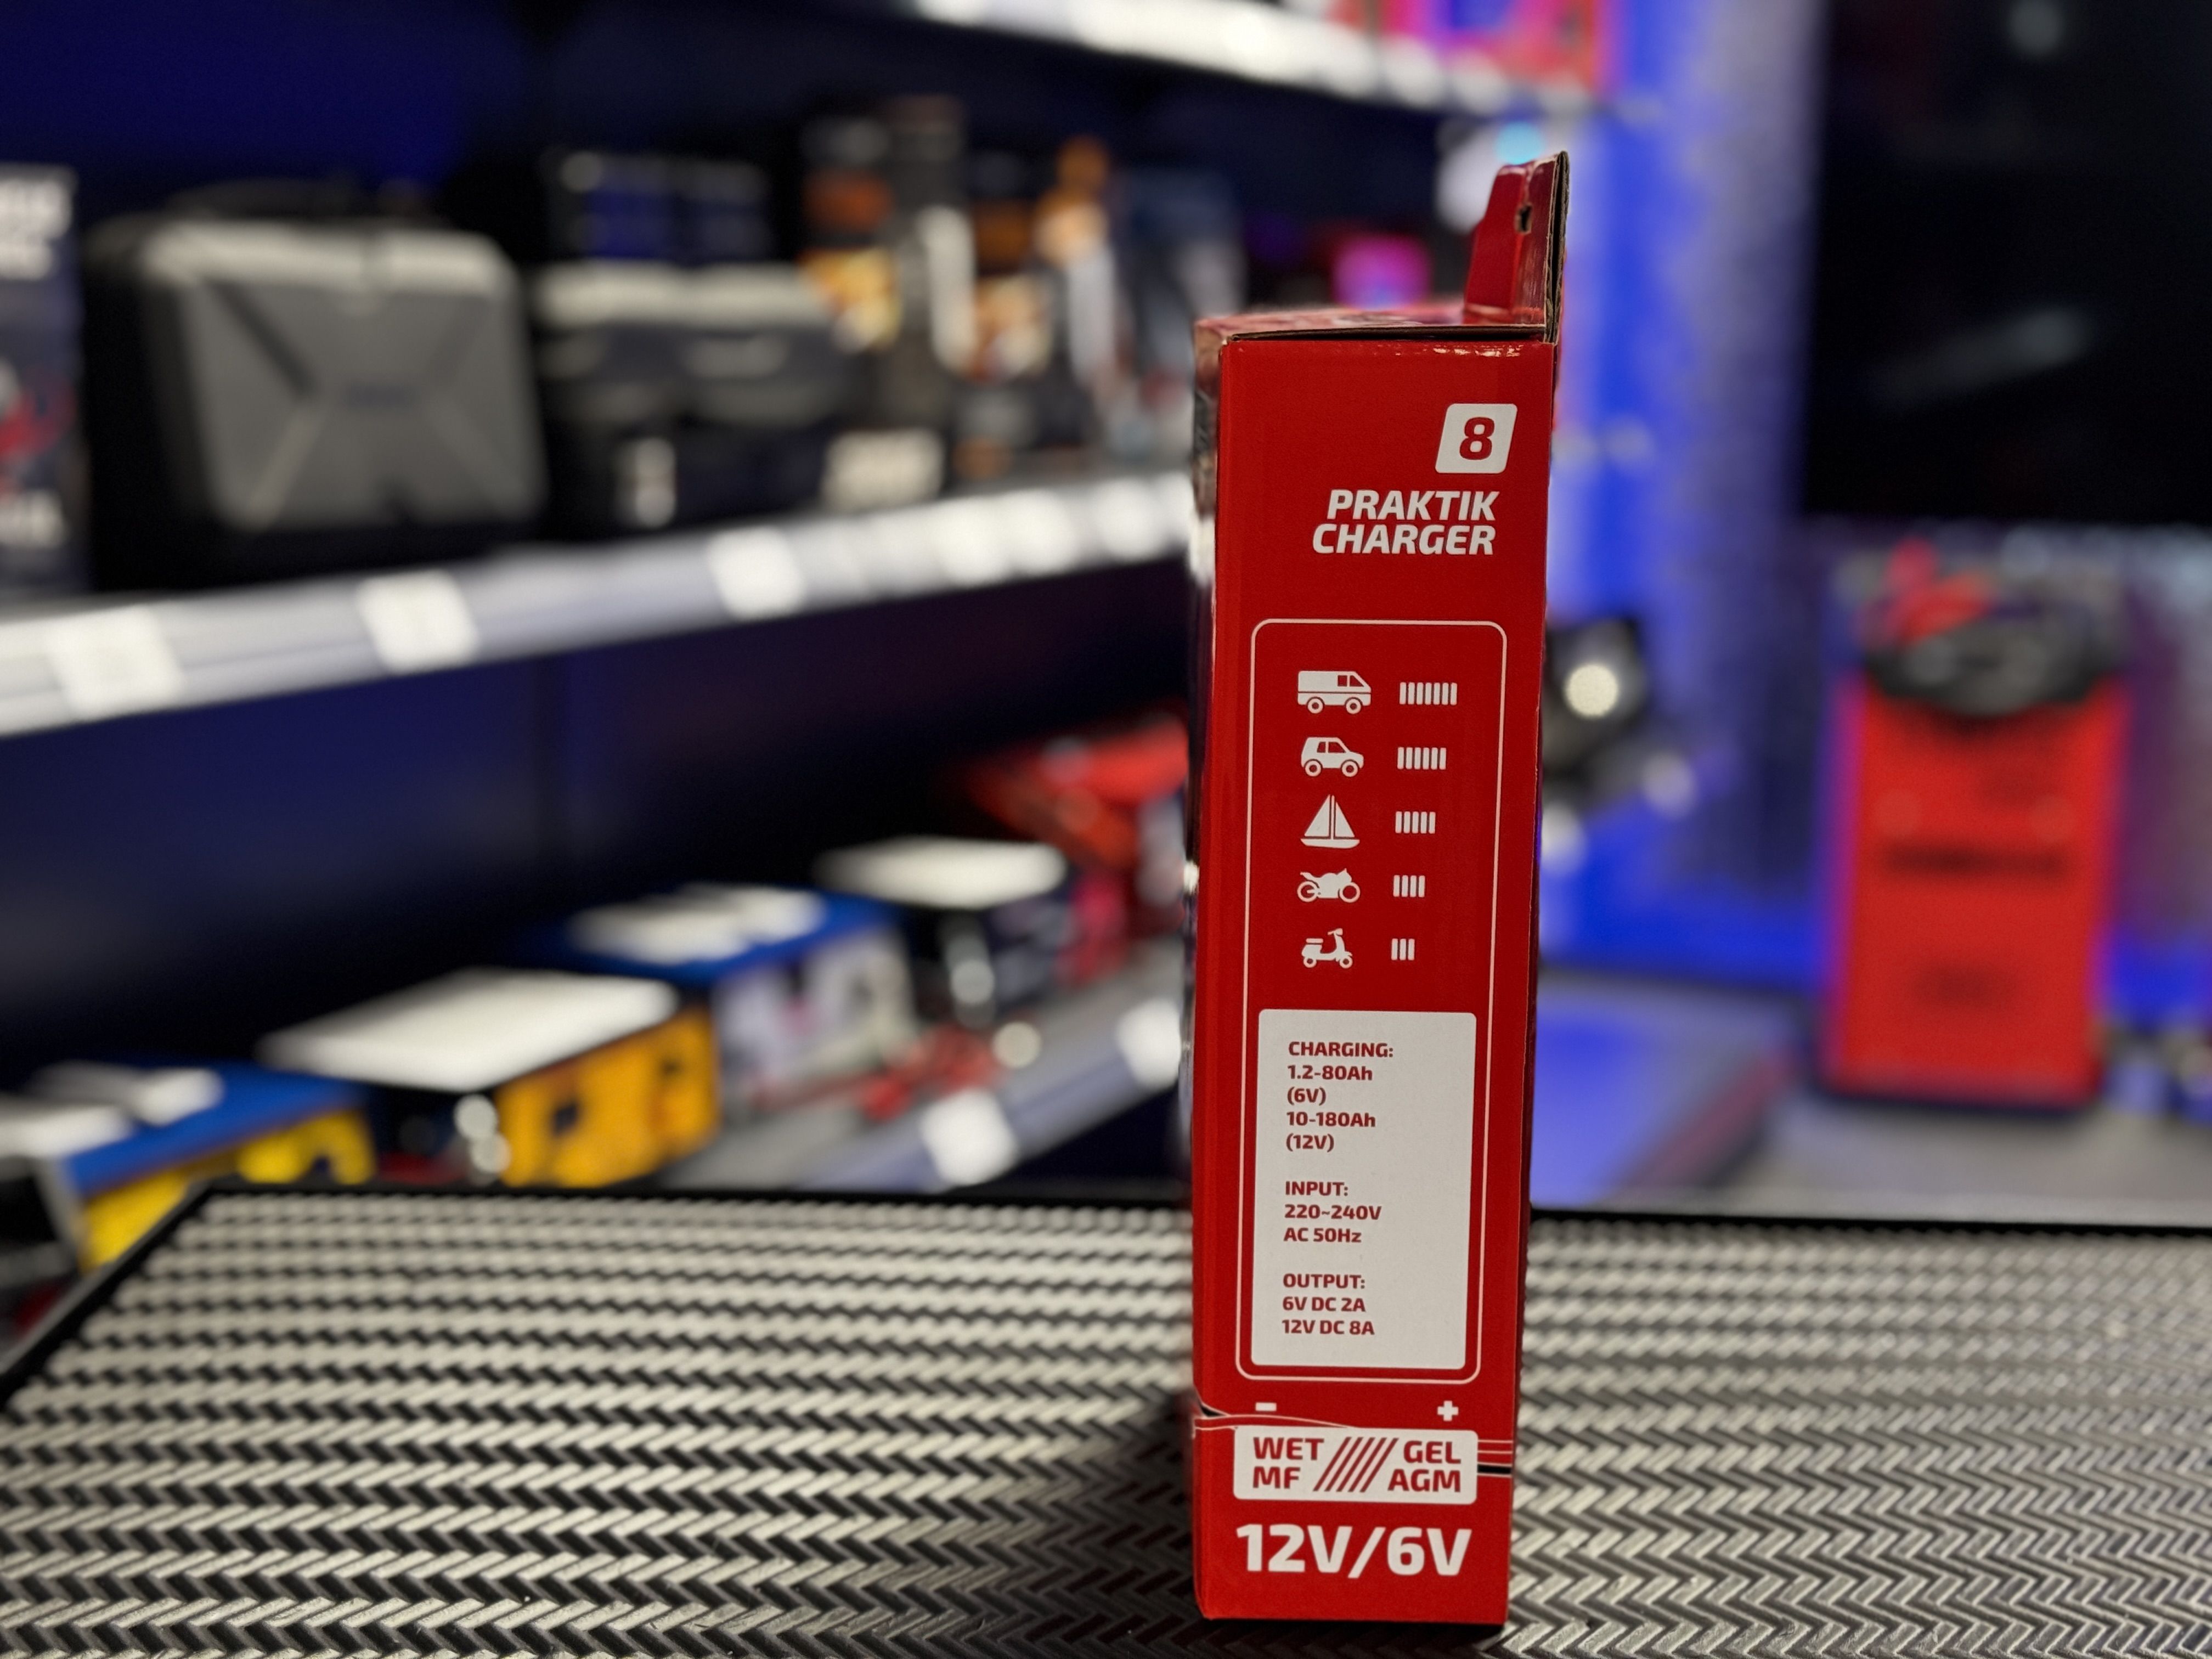 8
PRAKTIK
CHARGER
CHARGING:
1.2-80Ah
(6V)
10-180Ah
(12V)
INPUT:
220~240V
AC 50Hz
OUTPUT:
6V DC 2A
12V DC 8A
- +
WET GEL
MF AGM
12V/6V